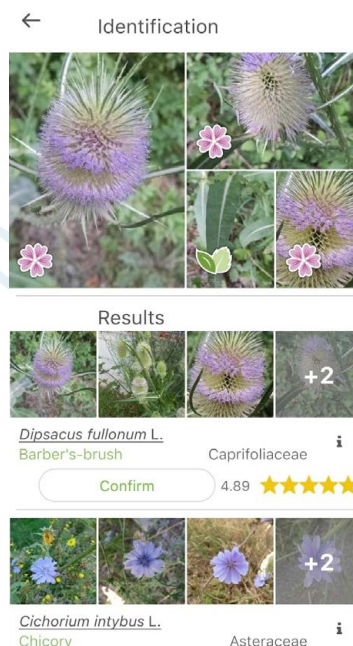 Identification
Results
+2
Dipsacus fullonum L.
Barber's-brush Caprifoliaceae
Confirm 4.89
+2
Cichorium intybus L.
Chicory Asteraceae